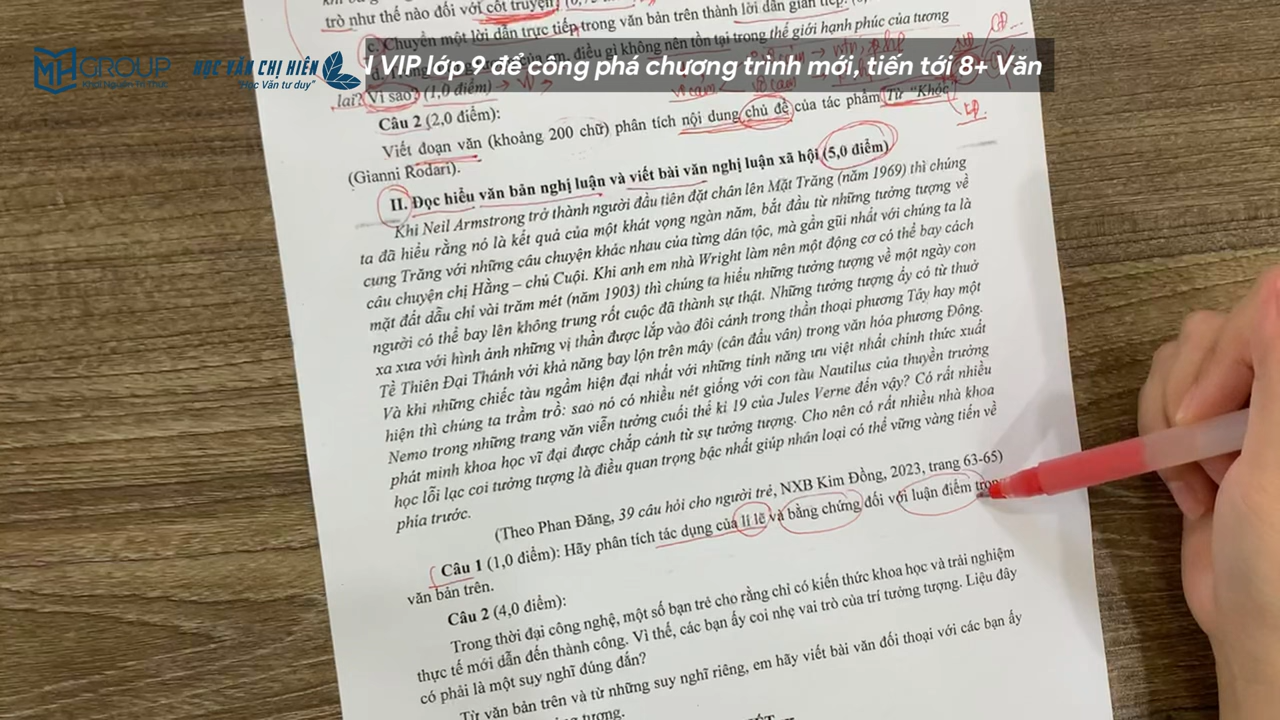 trò như thế nào đối với cốt truyện?
c. Chuyển một lời dẫn trực tiếp trong văn bản trên thành lời dẫn gián tiếp.
em, điều gì không nên tồn tại trong thế giới hạnh phúc của tương
MH GROUP
Khơi Nguồn Tri Thức
HỌC VĂN CHỊ HIÊN
"Học Văn tư duy"
VIP lớp 9 để công phá chương trình mới, tiến tới 8+ Văn
lai? Vì sao? (1,0 điểm)
Câu 2 (2,0 điểm):
Viết đoạn văn (khoảng 200 chữ) phân tích nội dung chủ đề của tác phẩm Từ "Khóc"
(Gianni Rodari).
II. Đọc hiểu văn bản nghị luận và viết bài văn nghị luận xã hội (5,0 điểm)
Khi Neil Armstrong trở thành người đầu tiên đặt chân lên Mặt Trăng (năm 1969) thì chúng
ta đã hiểu rằng nó là kết quả của một khát vọng ngàn năm, bắt đầu từ những tưởng tượng về
cung Trăng với những câu chuyện khác nhau của từng dân tộc, mà gần gũi nhất với chúng ta là
câu chuyện chị Hằng – chú Cuội. Khi anh em nhà Wright làm nên một động cơ có thể bay cách
mặt đất dẫu chỉ vài trăm mét (năm 1903) thì chúng ta hiểu những tưởng tượng về một ngày con
người có thể bay lên không trung rốt cuộc đã thành sự thật. Những tưởng tượng ấy có từ thuở
xa xưa với hình ảnh những vị thần được lắp vào đôi cánh trong thần thoại phương Tây hay một
Tề Thiên Đại Thánh với khả năng bay lộn trên mây (cân đẩu vân) trong văn hóa phương Đông.
Và khi những chiếc tàu ngầm hiện đại nhất với những tính năng ưu việt nhất chính thức xuất
hiện thì chúng ta trầm trồ: sao nó có nhiều nét giống với con tàu Nautilus của thuyền trưởng
Nemo trong những trang văn viễn tưởng cuối thế kỉ 19 của Jules Verne đến vậy? Có rất nhiều
phát minh khoa học vĩ đại được chắp cánh từ sự tưởng tượng. Cho nên có rất nhiều nhà khoa
học lỗi lạc coi tưởng tượng là điều quan trọng bậc nhất giúp nhân loại có thể vững vàng tiến về
phía trước.
(Theo Phan Đăng, 39 câu hỏi cho người trẻ, NXB Kim Đồng, 2023, trang 63-65)
Câu 1 (1,0 điểm): Hãy phân tích tác dụng của lí lẽ và bằng chứng đối với luận điểm trong
văn bản trên.
Câu 2 (4,0 điểm):
Trong thời đại công nghệ, một số bạn trẻ cho rằng chỉ có kiến thức khoa học và trải nghiệm
thực tế mới dẫn đến thành công. Vì thế, các bạn ấy coi nhẹ vai trò của trí tưởng tượng. Liệu đây
có phải là một suy nghĩ đúng đắn?
Từ văn bản trên và từ những suy nghĩ riêng, em hãy viết bài văn đối thoại với các bạn ấy
tượng.